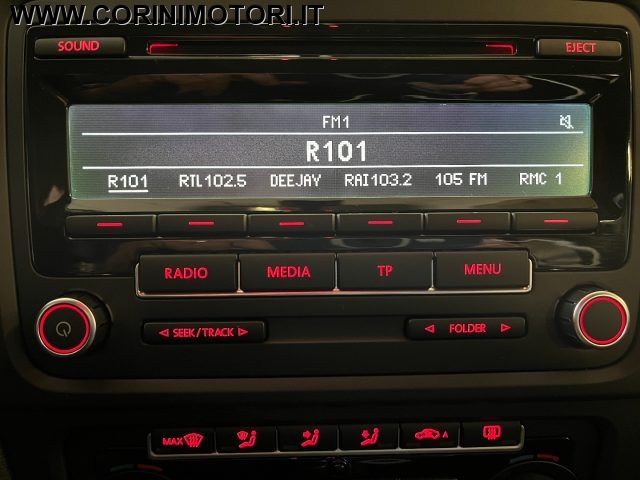 WWW.CORINIMOTORI.IT
SOUND EJECT
FM1
R101
R101 RTL102.5 DEEJAY RAI103.2 105 FM RMC 1
RADIO MEDIA TP MENU
SEEK/TRACK FOLDER
MAX A